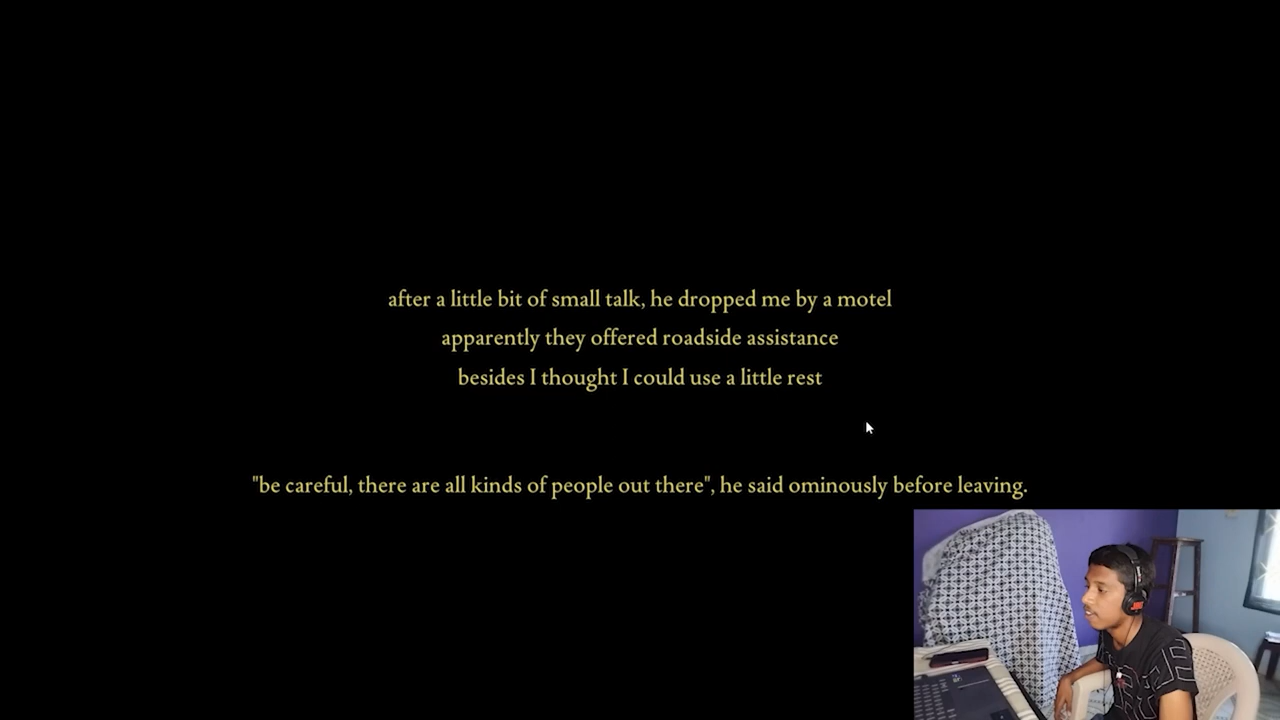 after a little bit of small talk, he dropped me by a motel
apparently they offered roadside assistance
besides I thought I could use a little rest
"be careful, there are all kinds of people out there", he said ominously before leaving.